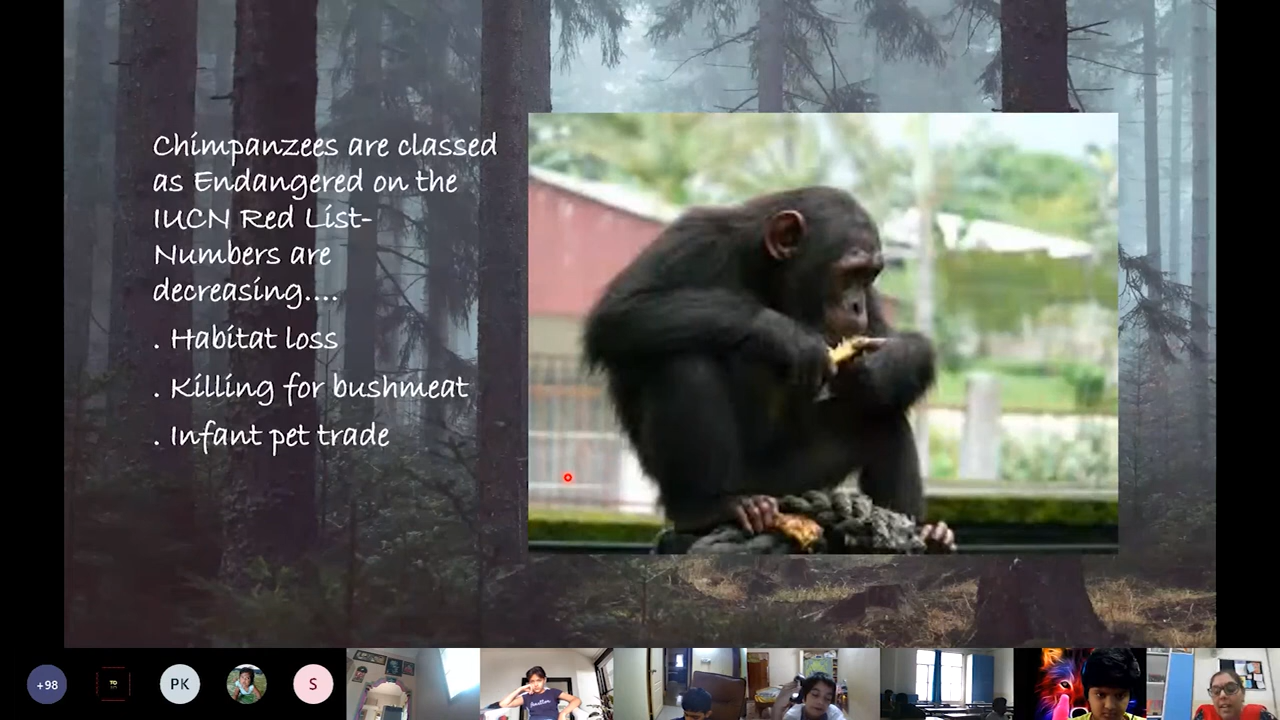 Chimpanzees are classed
as Endangered on the
IUCN Red List-
Numbers are
decreasing....
. Habitat loss
. Killing for bushmeat
. Infant pet trade
+98
TO
PK
S